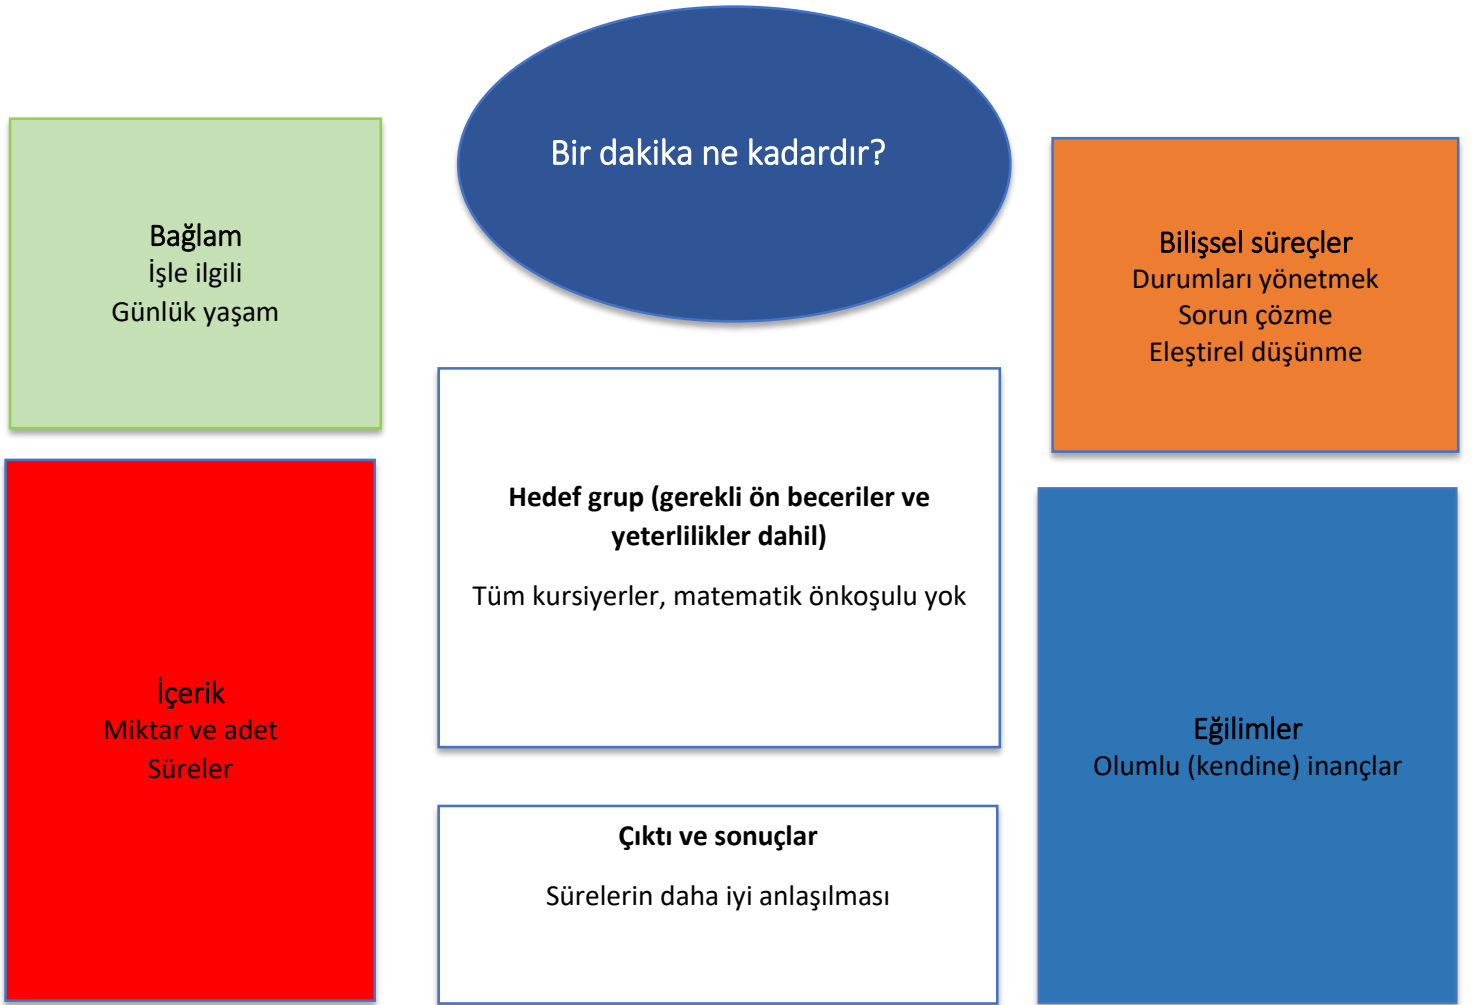 Bir dakika ne kadardır?
Bağlam
İşle ilgili
Günlük yaşam
Bilişsel süreçler
Durumları yönetmek
Sorun çözme
Eleştirel düşünme
Hedef grup (gerekli ön beceriler ve
yeterlilikler dahil)
Tüm kursiyerler, matematik önkoşulu yok
İçerik
Miktar ve adet
Süreler
Eğilimler
Olumlu (kendine) inançlar
Çıktı ve sonuçlar
Sürelerin daha iyi anlaşılması